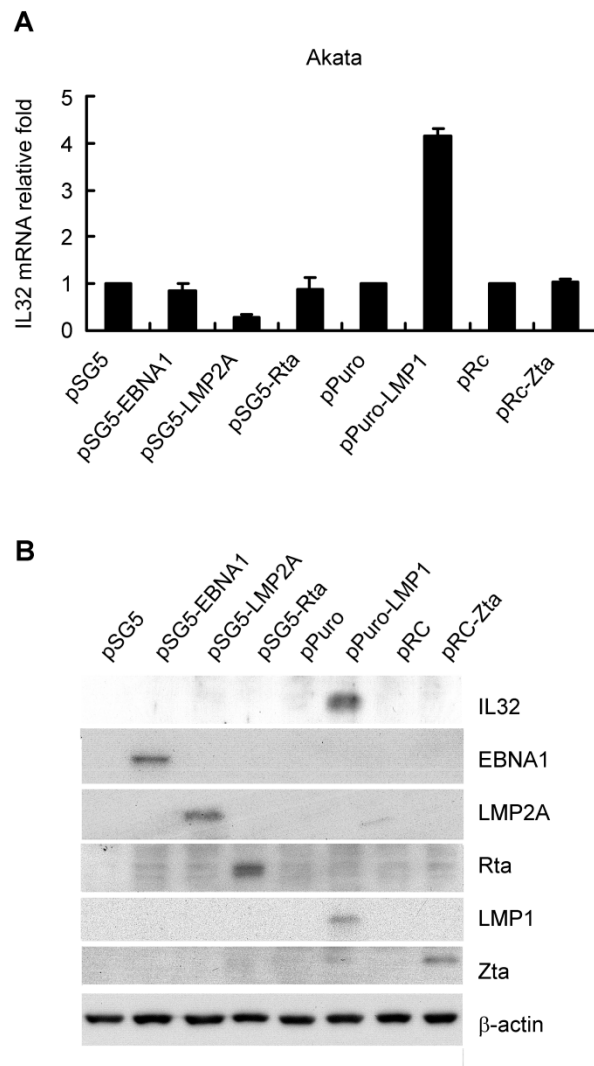 A
Akata
IL32 mRNA relative fold
5
4
3
2
1
0
pSG5
pSG5-EBNA1
pSG5-LMP2A
pSG5-Rta
pPuro
pPuro-LMP1
pRc
pRc-Zta
B
pSG5
pSG5-EBNA1
pSG5-LMP2A
pSG5-Rta
pPuro
pPuro-LMP1
pRC
pRC-Zta
IL32
EBNA1
LMP2A
Rta
LMP1
Zta
β-actin